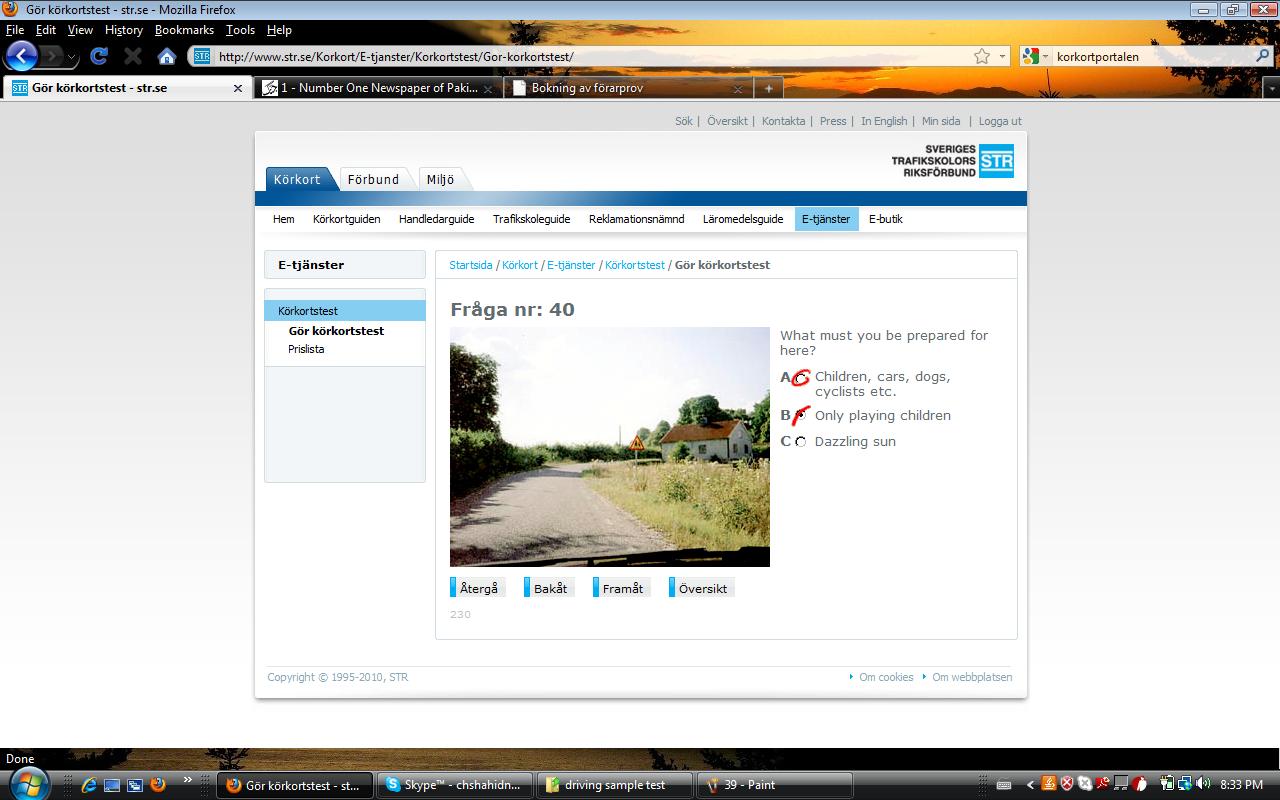 Gör körkortstest - str.se - Mozilla Firefox
File Edit View History Bookmarks Tools Help
STR http://www.str.se/Korkort/E-tjanster/Korkortstest/Gor-korkortstest/ korkortportalen
STR Gör körkortstest - str.se 1 - Number One Newspaper of Paki... Bokning av förarprov
Sök | Översikt | Kontakta | Press | In English | Min sida | Logga ut
SVERIGES
TRAFIKSKOLORS
RIKSFÖRBUND
STR
Körkort Förbund Miljö
Hem Körkortguiden Handledarguide Trafikskoleguide Reklamationsnämnd Läromedelsguide E-tjänster E-butik
E-tjänster
Startsida / Körkort / E-tjänster / Körkortstest / Gör körkortstest
Körkortstest
Gör körkortstest
Prislista
Fråga nr: 40
What must you be prepared for
here?
A Children, cars, dogs,
cyclists etc.
B Only playing children
C Dazzling sun
Återgå Bakåt Framåt Översikt
230
Copyright © 1995-2010, STR Om cookies Om webbplatsen
Done
Gör körkortstest - st... Skype™ - chshahidn... driving sample test 39 - Paint 8:33 PM